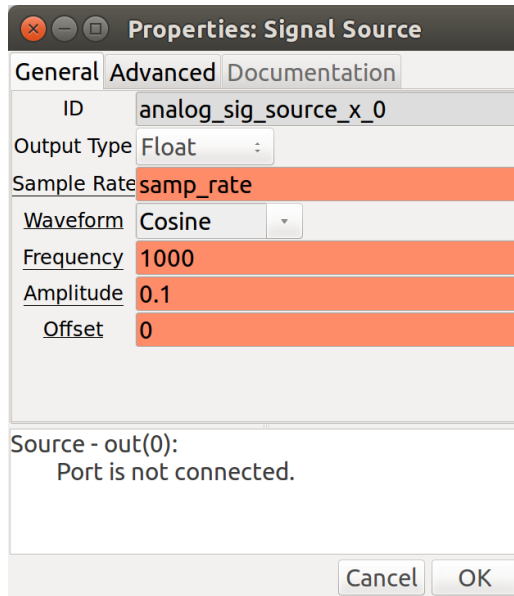 Properties: Signal Source
General Advanced Documentation
ID analog_sig_source_x_0
Output Type Float
Sample Rate samp_rate
Waveform Cosine
Frequency 1000
Amplitude 0.1
Offset 0
Source - out(0):
Port is not connected.
Cancel OK